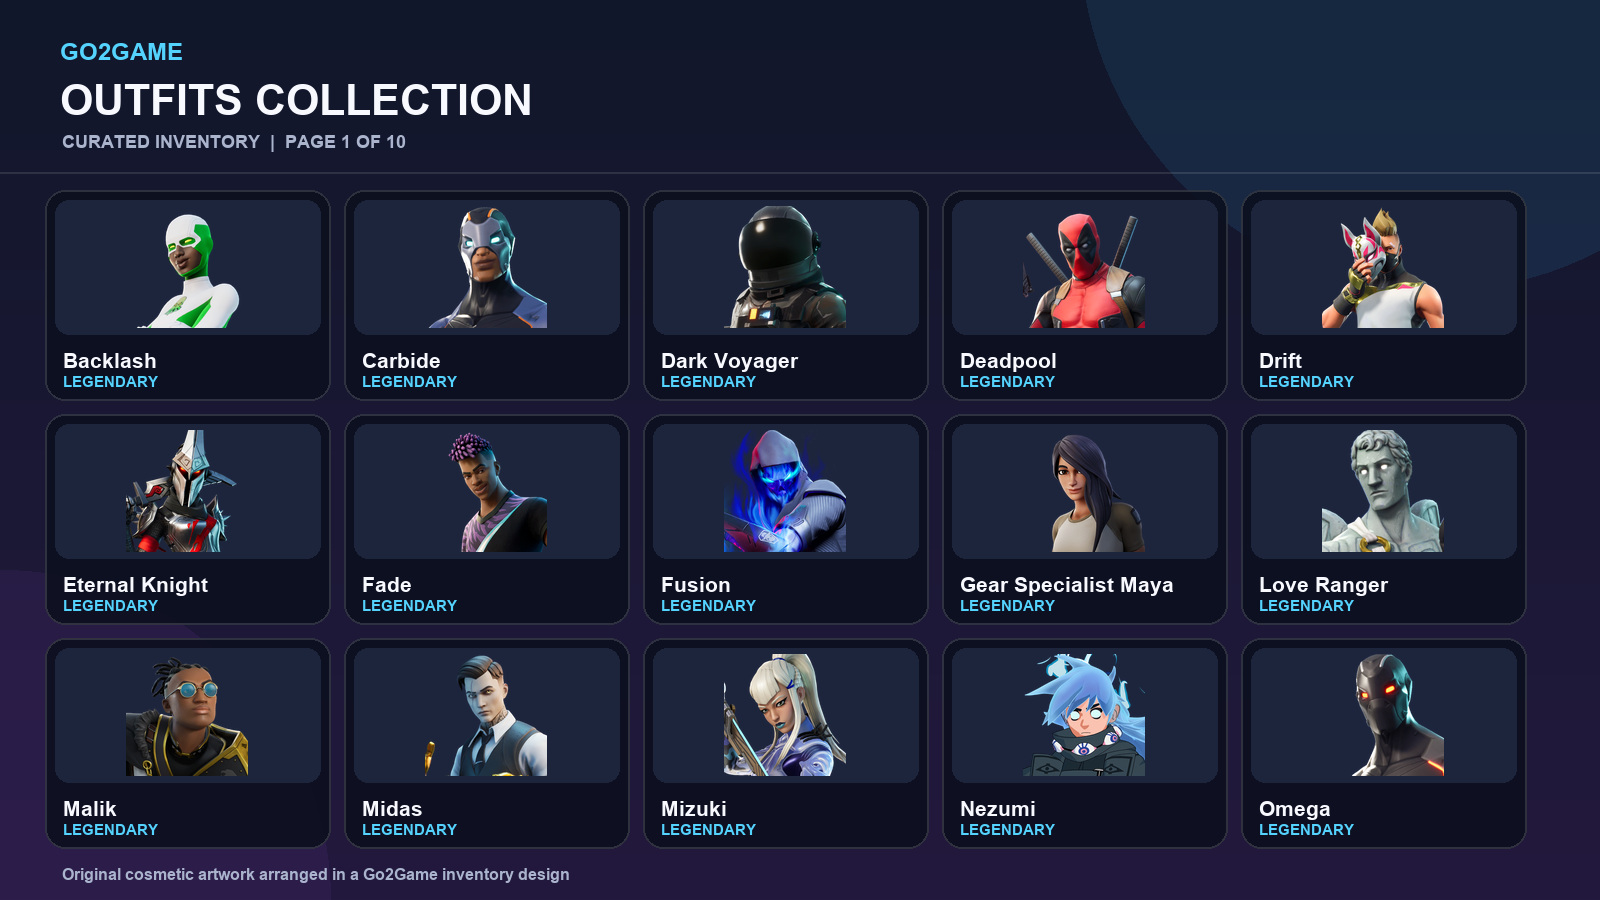 GO2GAME
OUTFITS COLLECTION
CURATED INVENTORY | PAGE 1 OF 10
Backlash
LEGENDARY
Carbide
LEGENDARY
Dark Voyager
LEGENDARY
Deadpool
LEGENDARY
Drift
LEGENDARY
Eternal Knight
LEGENDARY
Fade
LEGENDARY
Fusion
LEGENDARY
Gear Specialist Maya
LEGENDARY
Love Ranger
LEGENDARY
Malik
LEGENDARY
Midas
LEGENDARY
Mizuki
LEGENDARY
Nezumi
LEGENDARY
Omega
LEGENDARY
Original cosmetic artwork arranged in a Go2Game inventory design